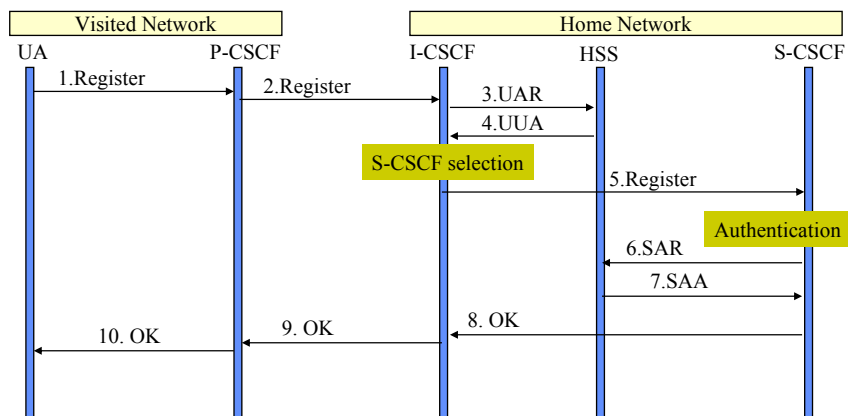 Visited Network
Home Network
UA
P-CSCF
I-CSCF
HSS
S-CSCF
1.Register
2.Register
3.UAR
4.UUA
S-CSCF selection
5.Register
Authentication
6.SAR
7.SAA
8. OK
9. OK
10. OK